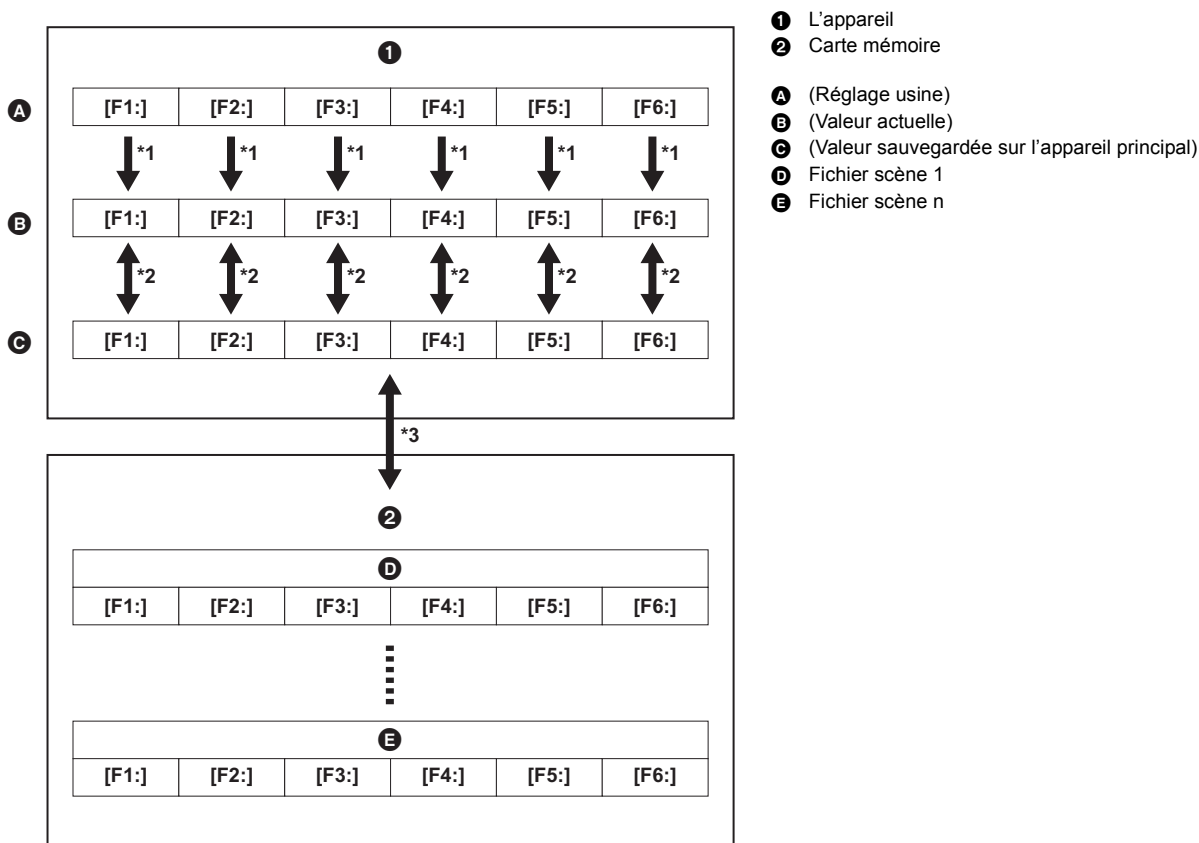 ❶
Ⓐ [F1:] [F2:] [F3:] [F4:] [F5:] [F6:]
*1 *1 *1 *1 *1 *1
Ⓑ [F1:] [F2:] [F3:] [F4:] [F5:] [F6:]
*2 *2 *2 *2 *2 *2
Ⓒ [F1:] [F2:] [F3:] [F4:] [F5:] [F6:]
*3
❷
Ⓓ
[F1:] [F2:] [F3:] [F4:] [F5:] [F6:]
Ⓔ
[F1:] [F2:] [F3:] [F4:] [F5:] [F6:]
❶ L’appareil
❷ Carte mémoire
Ⓐ (Réglage usine)
Ⓑ (Valeur actuelle)
Ⓒ (Valeur sauvegardée sur l’appareil principal)
Ⓓ Fichier scène 1
Ⓔ Fichier scène n